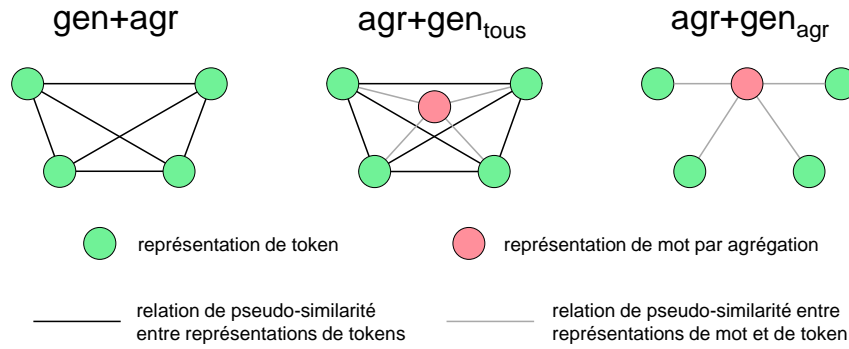 gen+agr
agr+gen_tous
agr+gen_agr
représentation de token
représentation de mot par agrégation
relation de pseudo-similarité
entre représentations de tokens
relation de pseudo-similarité entre
représentations de mot et de token